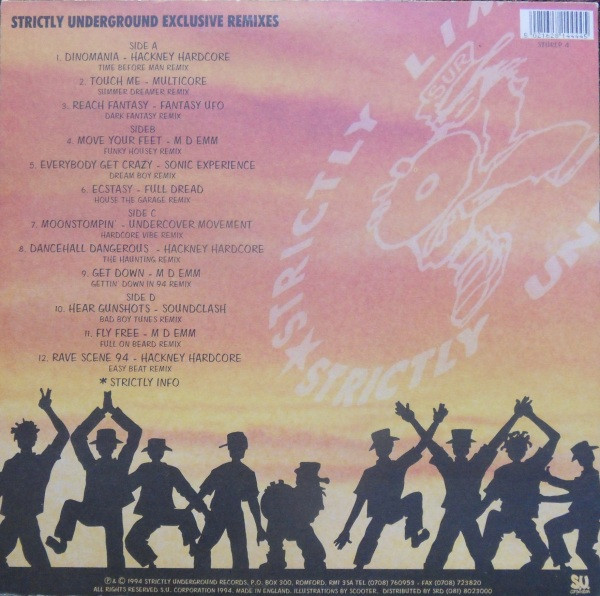 STRICTLY UNDERGROUND EXCLUSIVE REMIXES
SIDE A
1. DINOMANIA - HACKNEY HARDCORE
TIME BEFORE MAN REMIX
2. TOUCH ME - MULTICORE
SUMMER DREAMER REMIX
3. REACH FANTASY - FANTASY UFO
DARK FANTASY REMIX
SIDEB
4. MOVE YOUR FEET - M D EMM
FUNKY HOUSEY REMIX
5. EVERYBODY GET CRAZY - SONIC EXPERIENCE
DREAM BOY REMIX
6. ECSTASY - FULL DREAD
HOUSE THE GARAGE REMIX
SIDE C
7. MOONSTOMPIN - UNDERCOVER MOVEMENT
HARDCORE VIBE REMIX
8. DANCEHALL DANGEROUS - HACKNEY HARDCORE
THE HAUNTING REMIX
9. GET DOWN - M D EMM
GETTIN' DOWN IN 94 REMIX
SIDE D
10. HEAR GUNSHOTS - SOUNDCLASH
BAD BOY TUNES REMIX
11. FLY FREE - M D EMM
FULL ON BEARD REMIX
12. RAVE SCENE 94 - HACKNEY HARDCORE
EASY BEAT REMIX
* STRICTLY INFO
SUR
STRICTLY
STRICTLY
℗ & © 1994 STRICTLY UNDERGROUND RECORDS, P.O. BOX 300, ROMFORD, RMF 3SA TEL (0708) 760955 - FAX (0708) 723820
ALL RIGHTS RESERVED S.U. CORPORATION 1994. MADE IN ENGLAND. ILLUSTRATIONS BY SCOOTER. DISTRIBUTED BY SRD (081) 8023000
S.U.